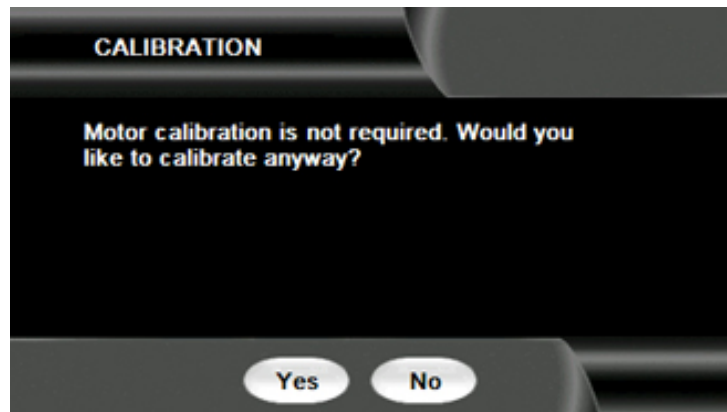 CALIBRATION
Motor calibration is not required. Would you
like to calibrate anyway?
Yes No